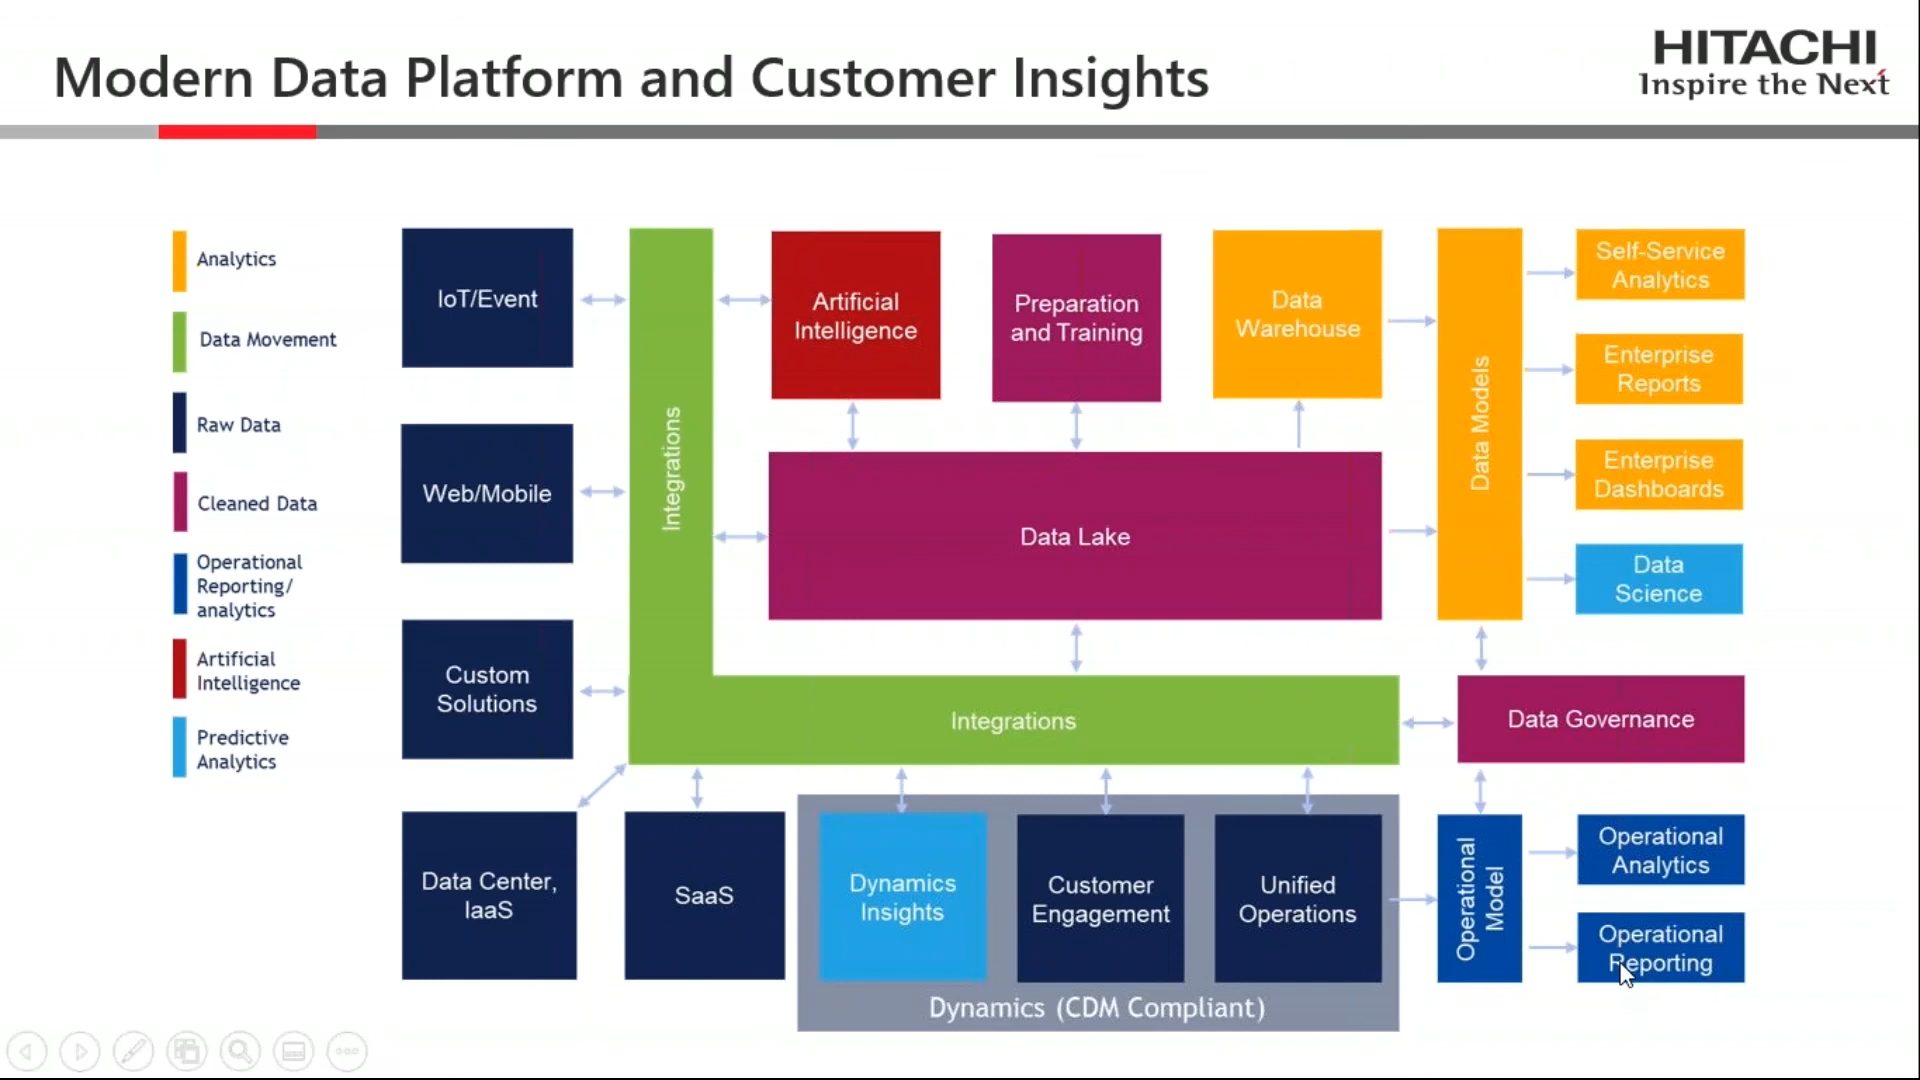 Modern Data Platform and Customer Insights
HITACHI
Inspire the Next
Analytics
Data Movement
Raw Data
Cleaned Data
Operational
Reporting/
analytics
Artificial
Intelligence
Predictive
Analytics
IoT/Event
Web/Mobile
Custom
Solutions
Data Center,
IaaS
SaaS
Integrations
Integrations
Artificial
Intelligence
Preparation
and Training
Data
Warehouse
Data Lake
Data Models
Self-Service
Analytics
Enterprise
Reports
Enterprise
Dashboards
Data
Science
Data Governance
Dynamics
Insights
Customer
Engagement
Unified
Operations
Dynamics (CDM Compliant)
Operational
Model
Operational
Analytics
Operational
Reporting